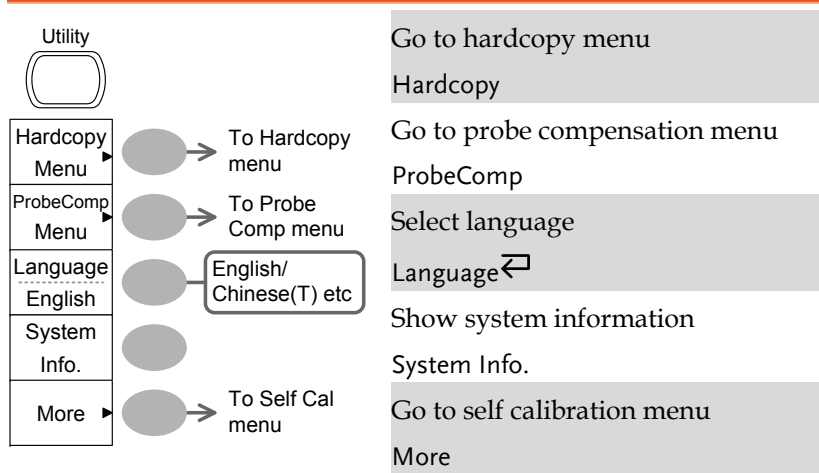 Utility
Hardcopy
Menu
To Hardcopy
menu
ProbeComp
Menu
To Probe
Comp menu
Language
English
English/
Chinese(T) etc
System
Info.
More
To Self Cal
menu
Go to hardcopy menu
Hardcopy
Go to probe compensation menu
ProbeComp
Select language
Language
Show system information
System Info.
Go to self calibration menu
More